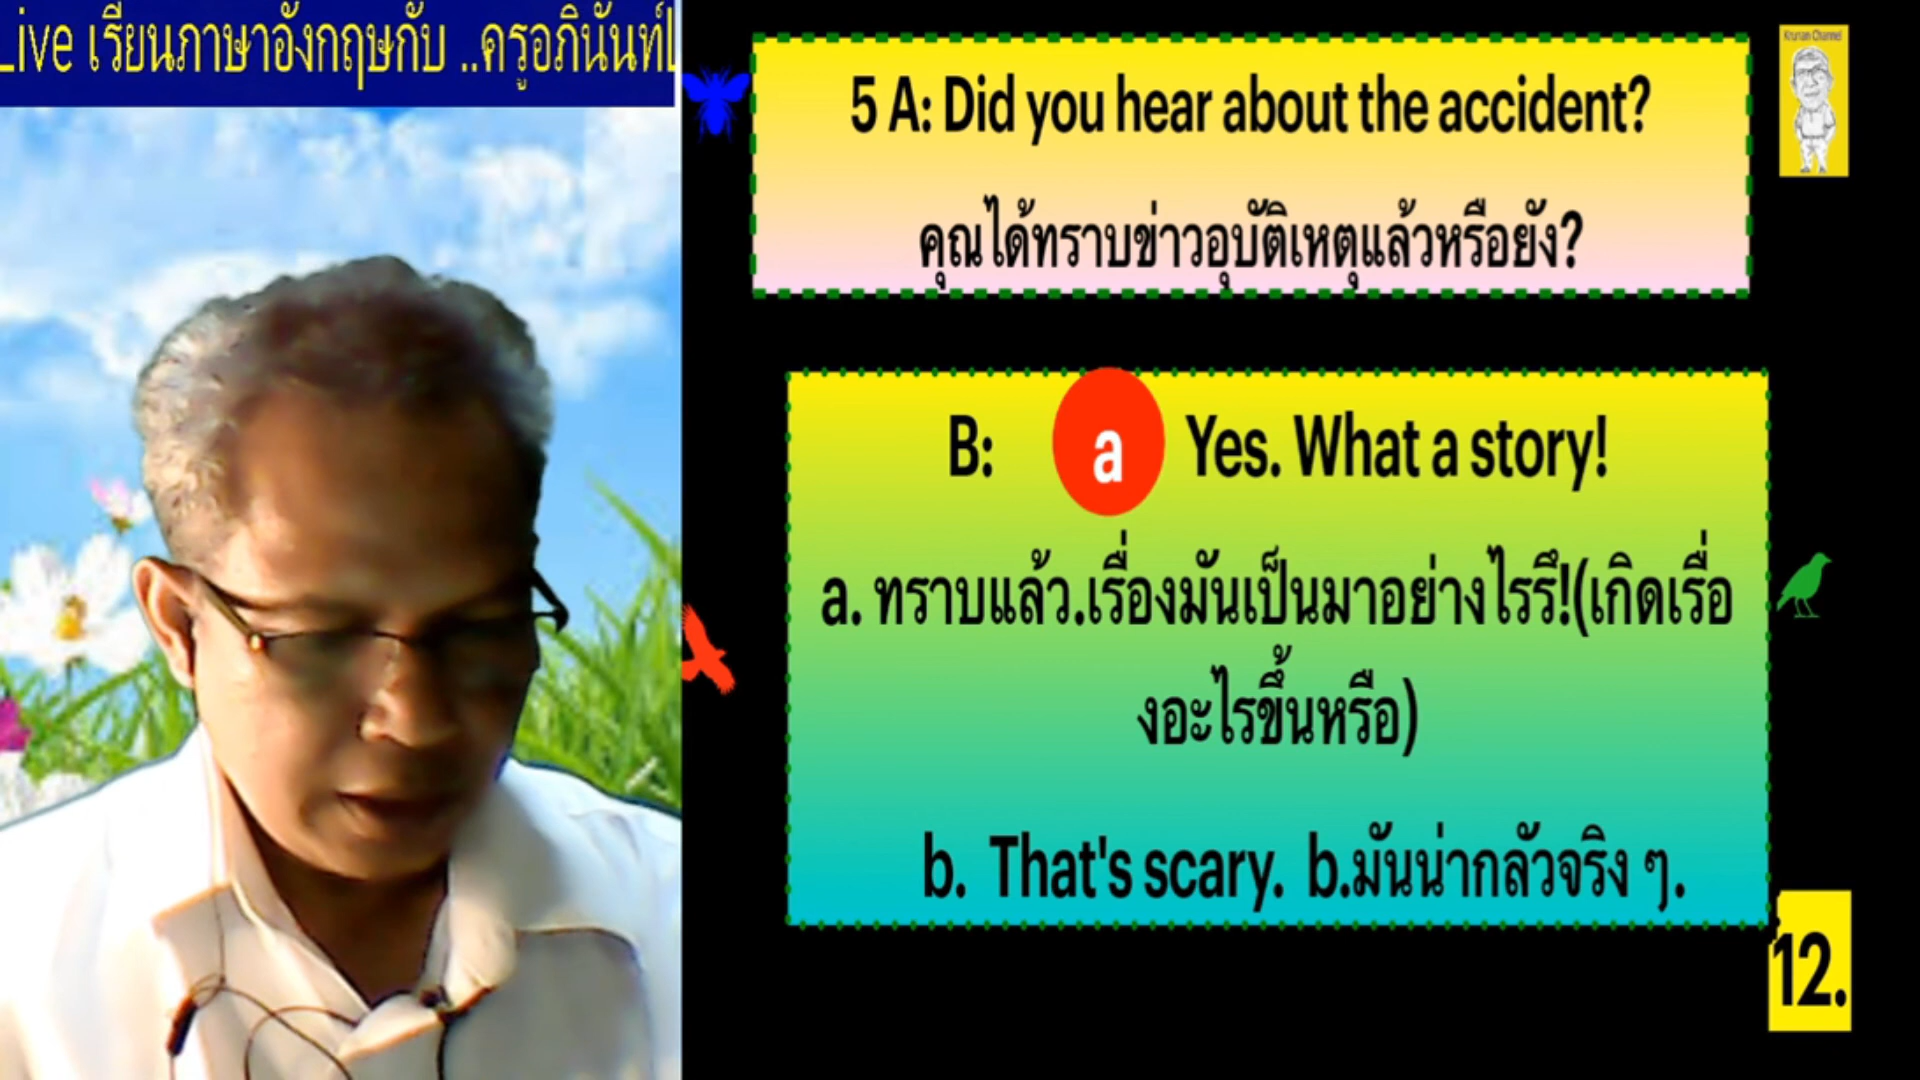 Live เรียนภาษาอังกฤษกับ ..ครูอภินันท์
Krunan Channel
5 A: Did you hear about the accident?
คุณได้ทราบข่าวอุบัติเหตุแล้วหรือยัง?
B: a Yes. What a story!
a. ทราบแล้ว.เรื่องมันเป็นมาอย่างไรรึ!(เกิดเรื่อ
งอะไรขึ้นหรือ)
b. That's scary. b.มันน่ากลัวจริง ๆ.
12.